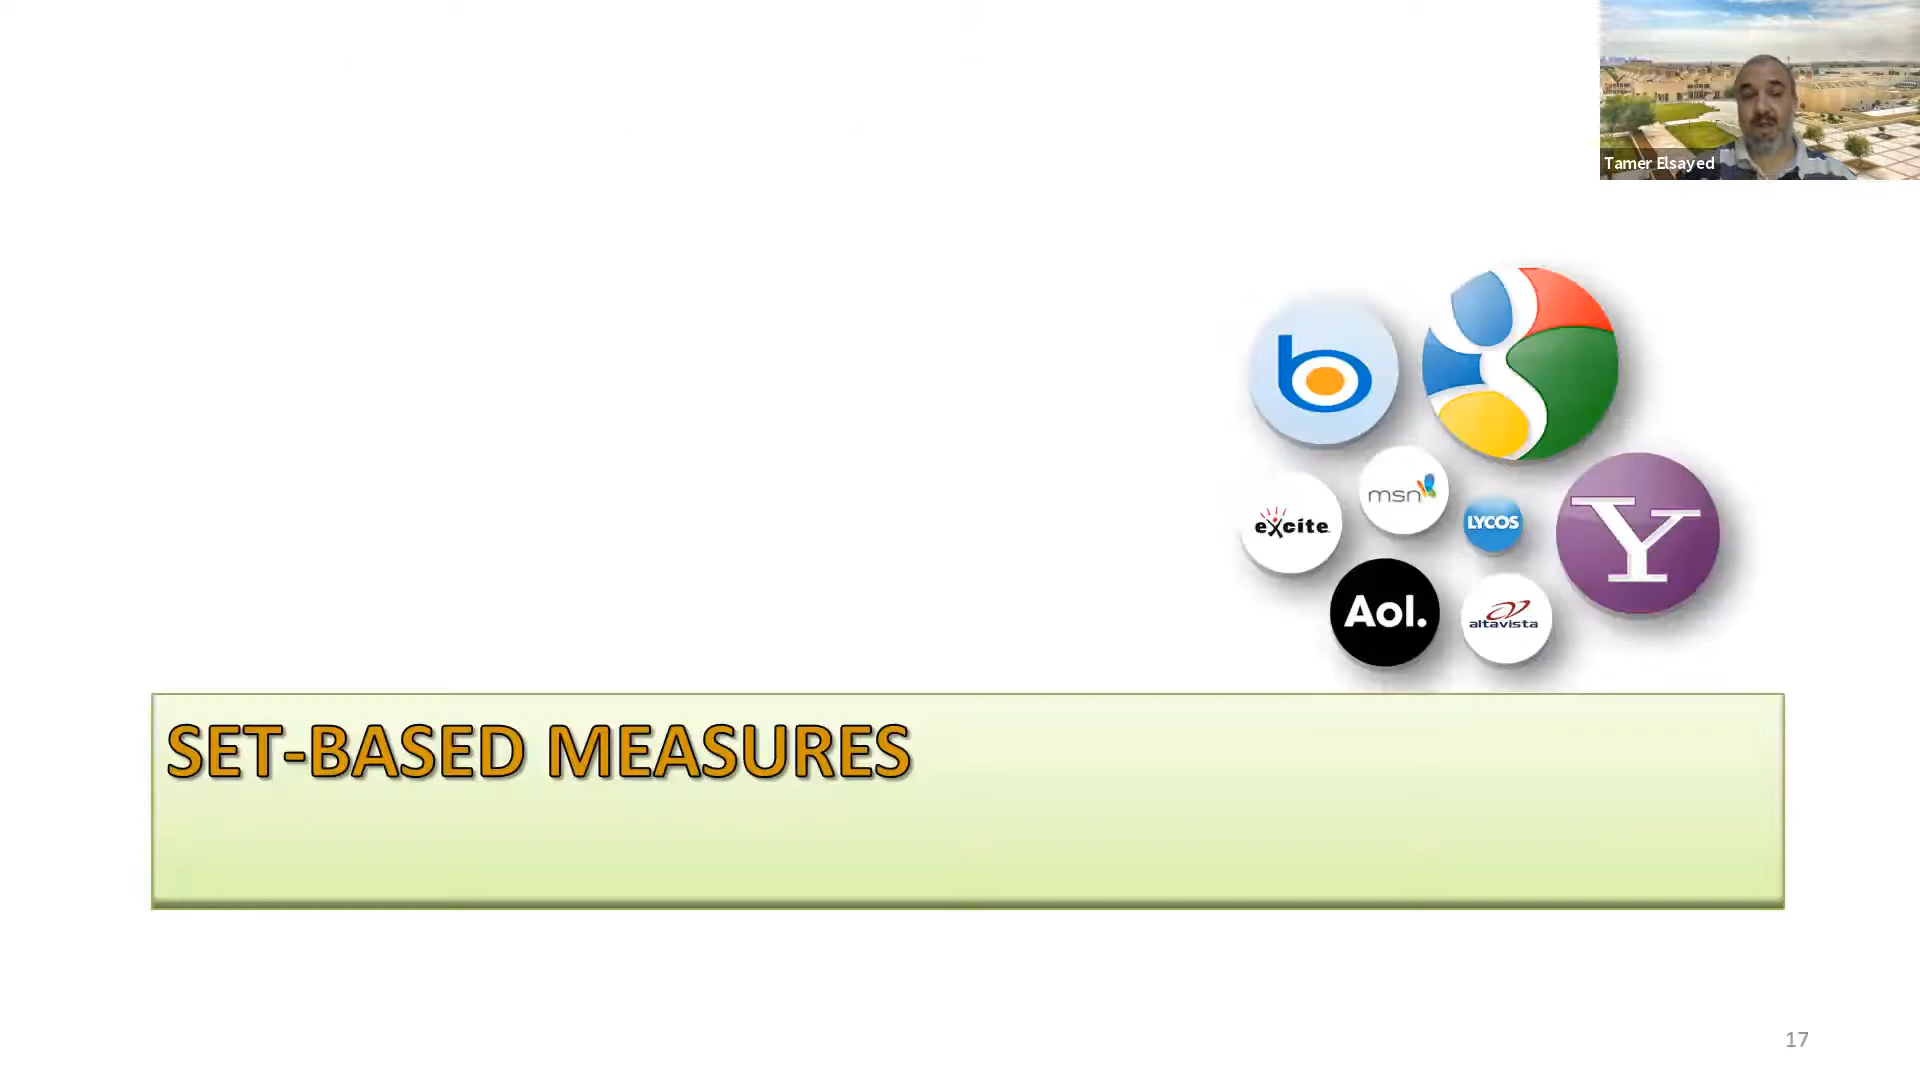 Tamer Elsayed
b
msn
excite
LYCOS
Y
Aol.
altavista
SET-BASED MEASURES
17